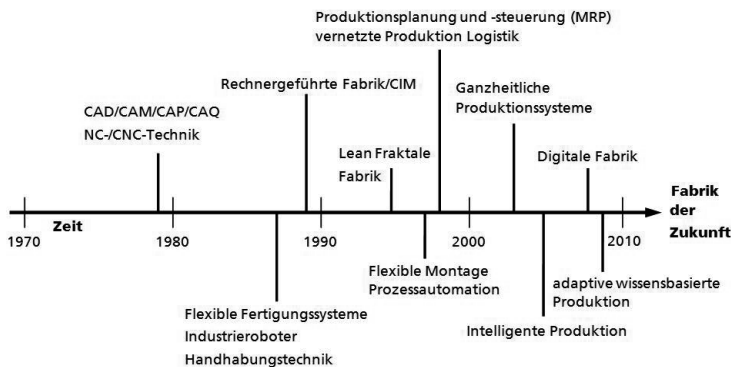 Produktionsplanung und -steuerung (MRP)
vernetzte Produktion Logistik
Rechnergeführte Fabrik/CIM
Ganzheitliche
Produktionssysteme
CAD/CAM/CAP/CAQ
NC-/CNC-Technik
Lean Fraktale
Fabrik
Digitale Fabrik
Fabrik
der
Zukunft
Zeit
1970
1980
1990
2000
2010
Flexible Montage
Prozessautomation
adaptive wissensbasierte
Produktion
Flexible Fertigungssysteme
Industrieroboter
Handhabungstechnik
Intelligente Produktion